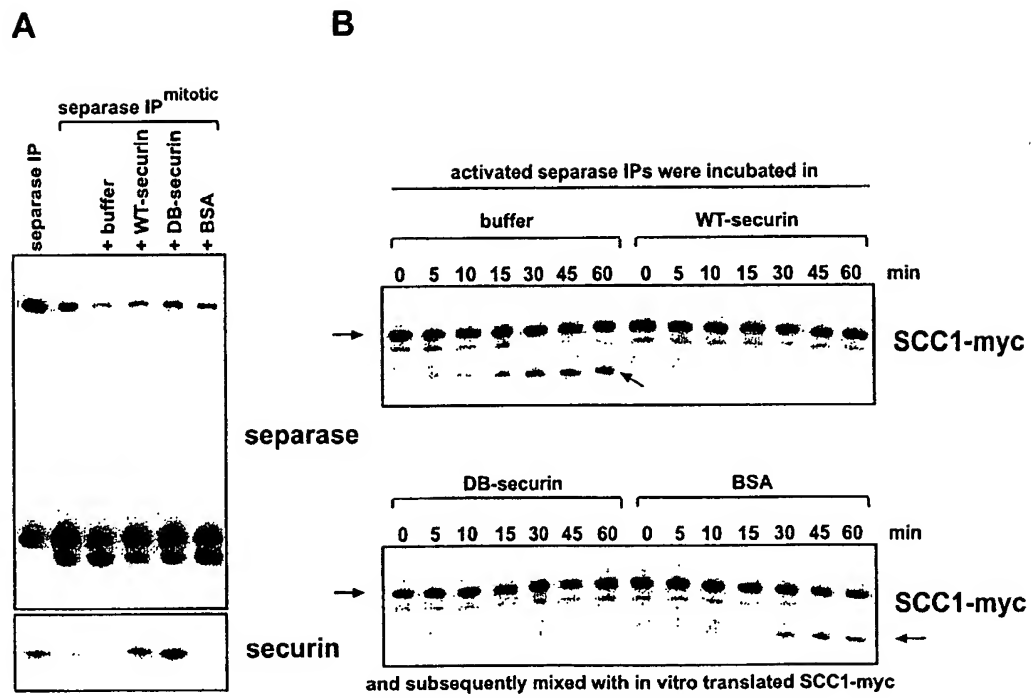 A
B
separase IP mitotic
separase IP
+ buffer
+ WT-securin
+ DB-securin
+ BSA
separase
securin
activated separase IPs were incubated in
buffer
WT-securin
0 5 10 15 30 45 60 0 5 10 15 30 45 60 min
SCC1-myc
DB-securin
BSA
0 5 10 15 30 45 60 0 5 10 15 30 45 60 min
SCC1-myc
and subsequently mixed with in vitro translated SCC1-myc